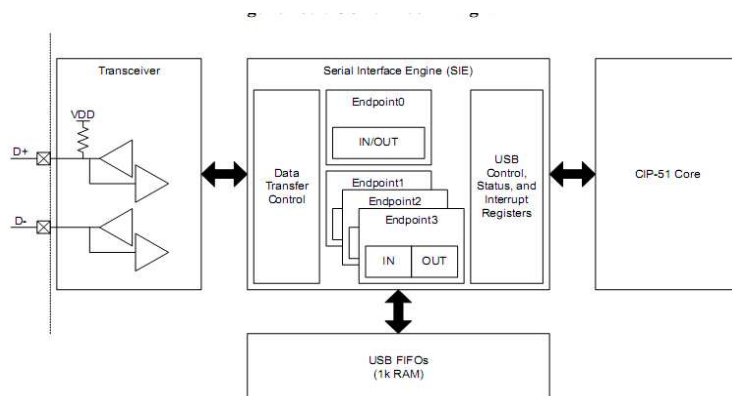 Transceiver
Serial Interface Engine (SIE)
VDD
D+
D-
Data
Transfer
Control
Endpoint0
IN/OUT
Endpoint1
Endpoint2
Endpoint3
IN OUT
USB
Control,
Status, and
Interrupt
Registers
CIP-51 Core
USB FIFOs
(1k RAM)